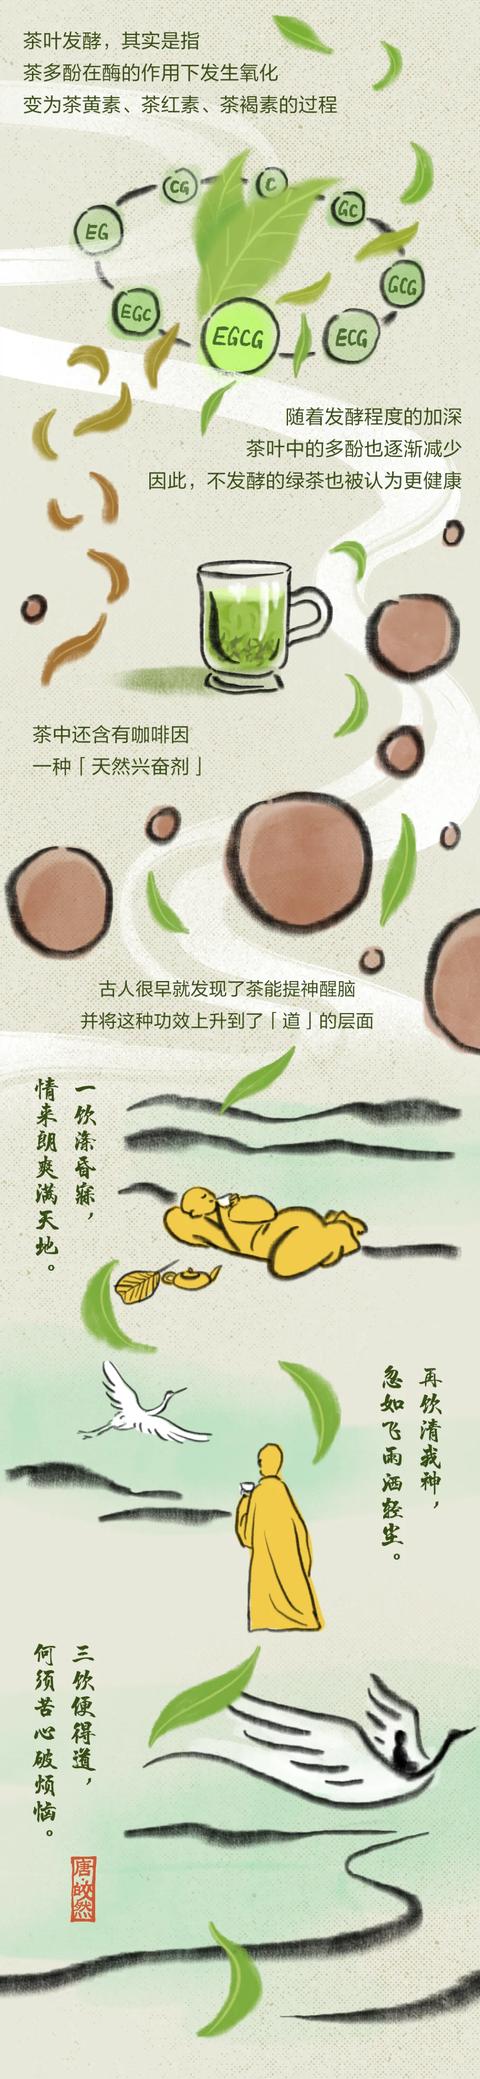 茶叶发酵，其实是指
茶多酚在酶的作用下发生氧化
变为茶黄素、茶红素、茶褐素的过程
CG
C
GC
EG
GCG
EGC
EGCG
ECG
随着发酵程度的加深
茶叶中的多酚也逐渐减少
因此，不发酵的绿茶也被认为更健康
茶中还含有咖啡因
一种「天然兴奋剂」
古人很早就发现了茶能提神醒脑
并将这种功效上升到了「道」的层面
一饮涤昏寐，
情来朗爽满天地。
再饮清我神，
忽如飞雨洒轻尘。
三饮便得道，
何须苦心破烦恼。
唐·皎然